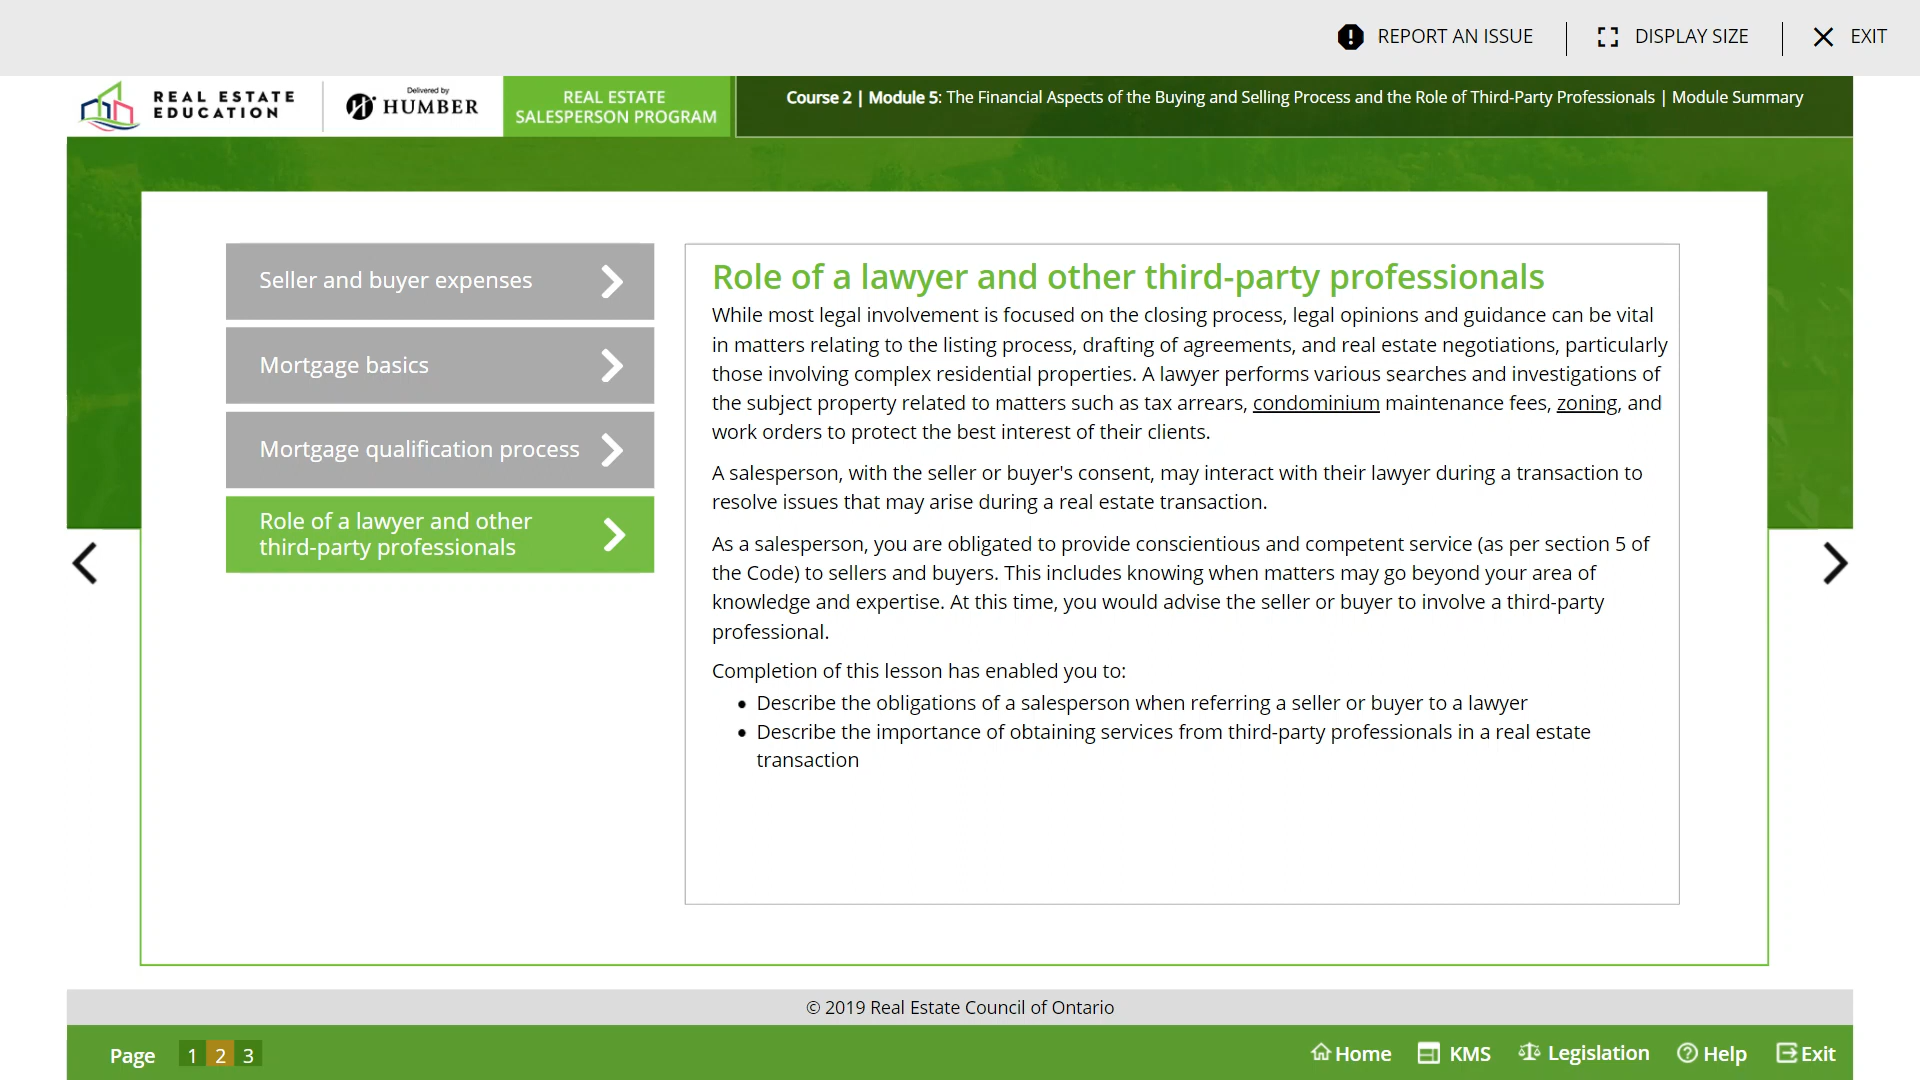 REPORT AN ISSUE
DISPLAY SIZE
EXIT
REAL ESTATE
EDUCATION
Delivered by
HUMBER
REAL ESTATE
SALESPERSON PROGRAM
Course 2 | Module 5: The Financial Aspects of the Buying and Selling Process and the Role of Third-Party Professionals | Module Summary
Seller and buyer expenses
Mortgage basics
Mortgage qualification process
Role of a lawyer and other
third-party professionals
Role of a lawyer and other third-party professionals
While most legal involvement is focused on the closing process, legal opinions and guidance can be vital
in matters relating to the listing process, drafting of agreements, and real estate negotiations, particularly
those involving complex residential properties. A lawyer performs various searches and investigations of
the subject property related to matters such as tax arrears, condominium maintenance fees, zoning, and
work orders to protect the best interest of their clients.
A salesperson, with the seller or buyer's consent, may interact with their lawyer during a transaction to
resolve issues that may arise during a real estate transaction.
As a salesperson, you are obligated to provide conscientious and competent service (as per section 5 of
the Code) to sellers and buyers. This includes knowing when matters may go beyond your area of
knowledge and expertise. At this time, you would advise the seller or buyer to involve a third-party
professional.
Completion of this lesson has enabled you to:
• Describe the obligations of a salesperson when referring a seller or buyer to a lawyer
• Describe the importance of obtaining services from third-party professionals in a real estate
transaction
© 2019 Real Estate Council of Ontario
Page 1 2 3
Home
KMS
Legislation
Help
Exit